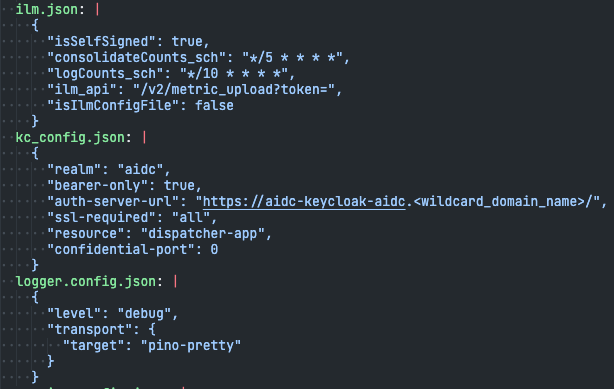 ilm.json: |
{
"isSelfSigned": true,
"consolidateCounts_sch": "*/5 * * * *",
"logCounts_sch": "*/10 * * * *",
"ilm_api": "/v2/metric_upload?token=",
"isIlmConfigFile": false
}
kc_config.json: |
{
"realm": "aidc",
"bearer-only": true,
"auth-server-url": "https://aidc-keycloak-aidc.<wildcard_domain_name>/",
"ssl-required": "all",
"resource": "dispatcher-app",
"confidential-port": 0
}
logger.config.json: |
{
"level": "debug",
"transport": {
"target": "pino-pretty"
}
}